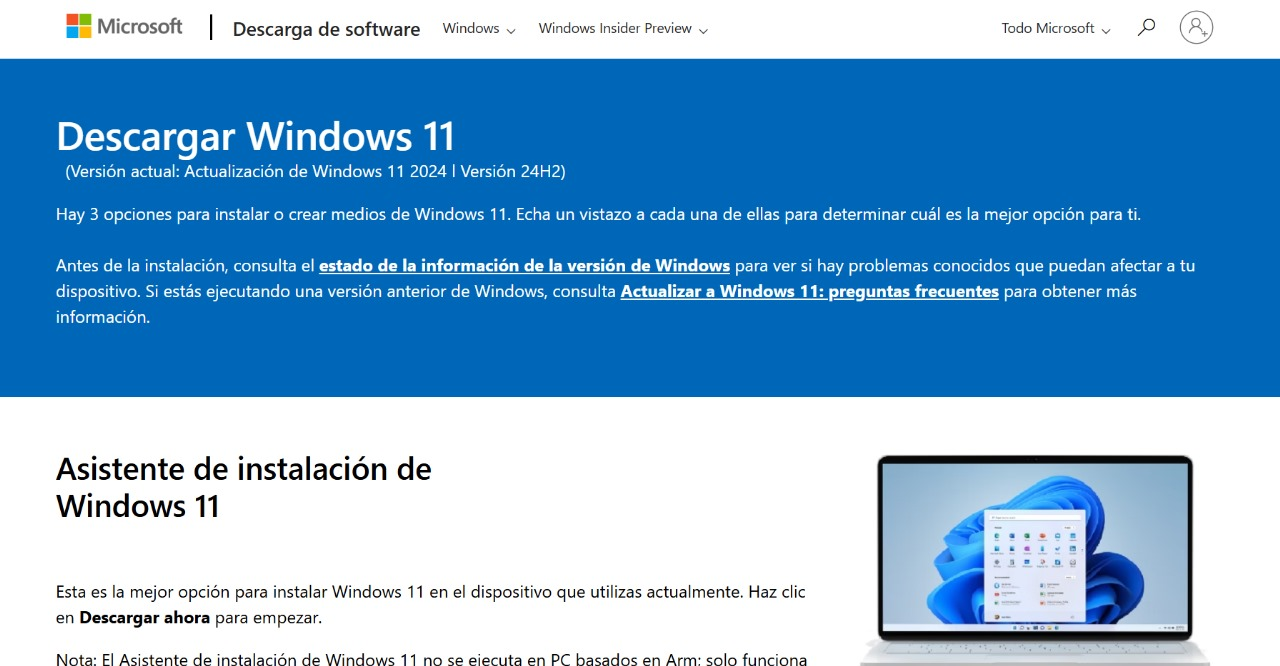 Microsoft
Descarga de software
Windows
Windows Insider Preview
Todo Microsoft
Descargar Windows 11
(Versión actual: Actualización de Windows 11 2024 l Versión 24H2)
Hay 3 opciones para instalar o crear medios de Windows 11. Echa un vistazo a cada una de ellas para determinar cuál es la mejor opción para ti.
Antes de la instalación, consulta el estado de la información de la versión de Windows para ver si hay problemas conocidos que puedan afectar a tu
dispositivo. Si estás ejecutando una versión anterior de Windows, consulta Actualizar a Windows 11: preguntas frecuentes para obtener más
información.
Asistente de instalación de
Windows 11
Esta es la mejor opción para instalar Windows 11 en el dispositivo que utilizas actualmente. Haz clic
en Descargar ahora para empezar.
Nota: El Asistente de instalación de Windows 11 no se ejecuta en PC basados en Arm; solo funciona